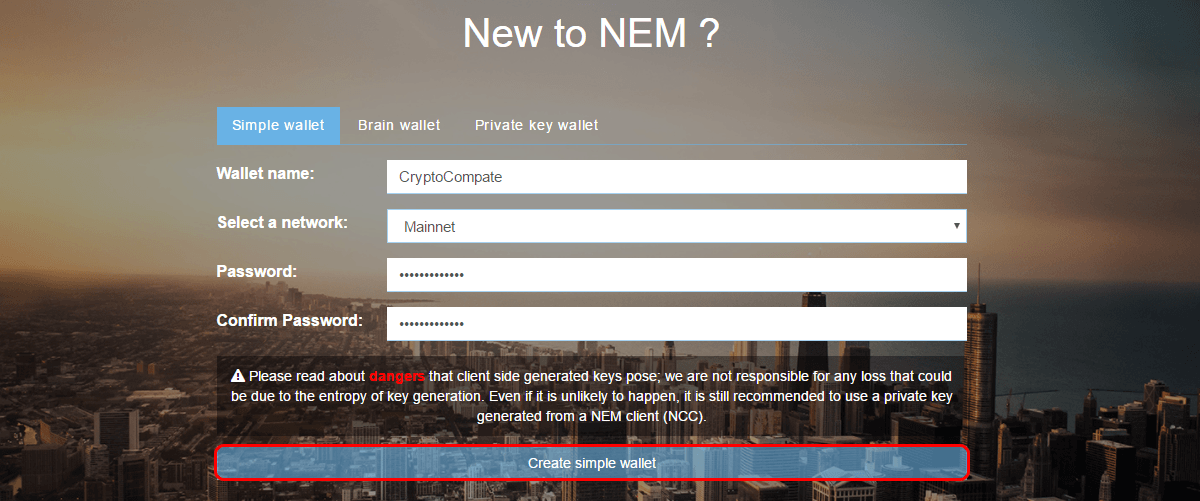 New to NEM ?
Simple wallet Brain wallet Private key wallet
Wallet name: CryptoCompate
Select a network: Mainnet
Password: •••••••••••••
Confirm Password: •••••••••••••
Please read about dangers that client side generated keys pose; we are not responsible for any loss that could
be due to the entropy of key generation. Even if it is unlikely to happen, it is still recommended to use a private key
generated from a NEM client (NCC).
Create simple wallet